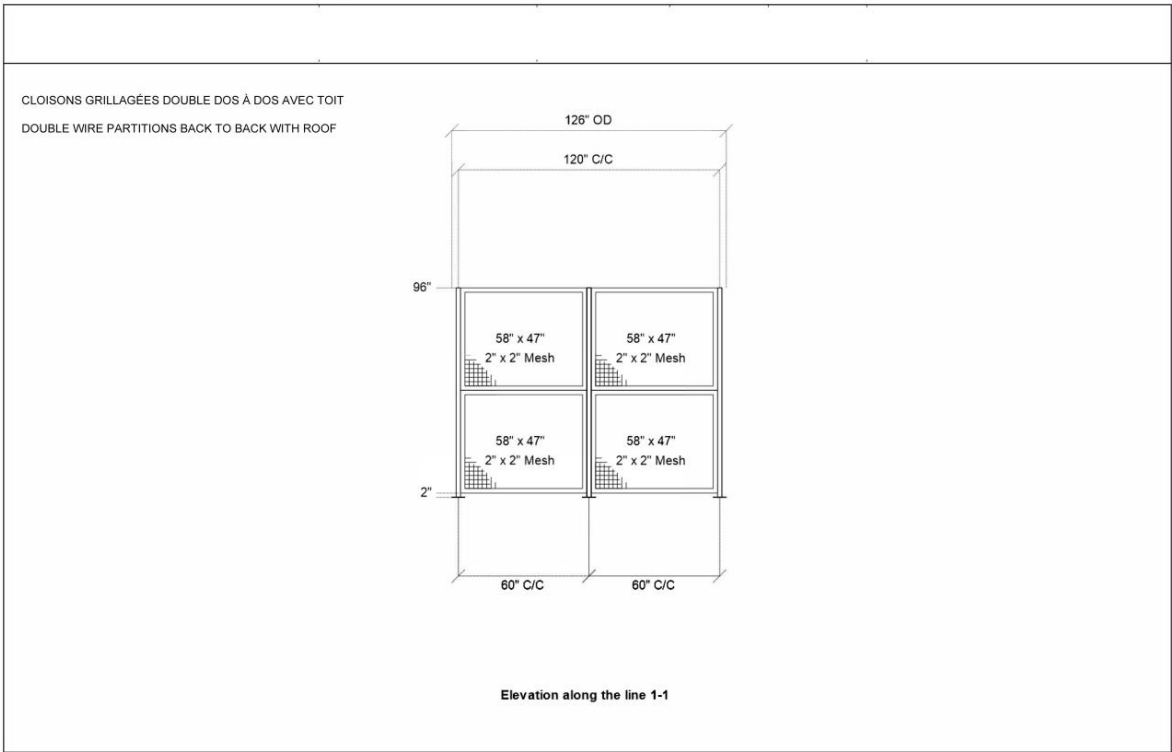 CLOISONS GRILLAGÉES DOUBLE DOS À DOS AVEC TOIT
DOUBLE WIRE PARTITIONS BACK TO BACK WITH ROOF
126" OD
120" C/C
96"
58" x 47"
2" x 2" Mesh
58" x 47"
2" x 2" Mesh
58" x 47"
2" x 2" Mesh
58" x 47"
2" x 2" Mesh
2"
60" C/C
60" C/C
Elevation along the line 1-1